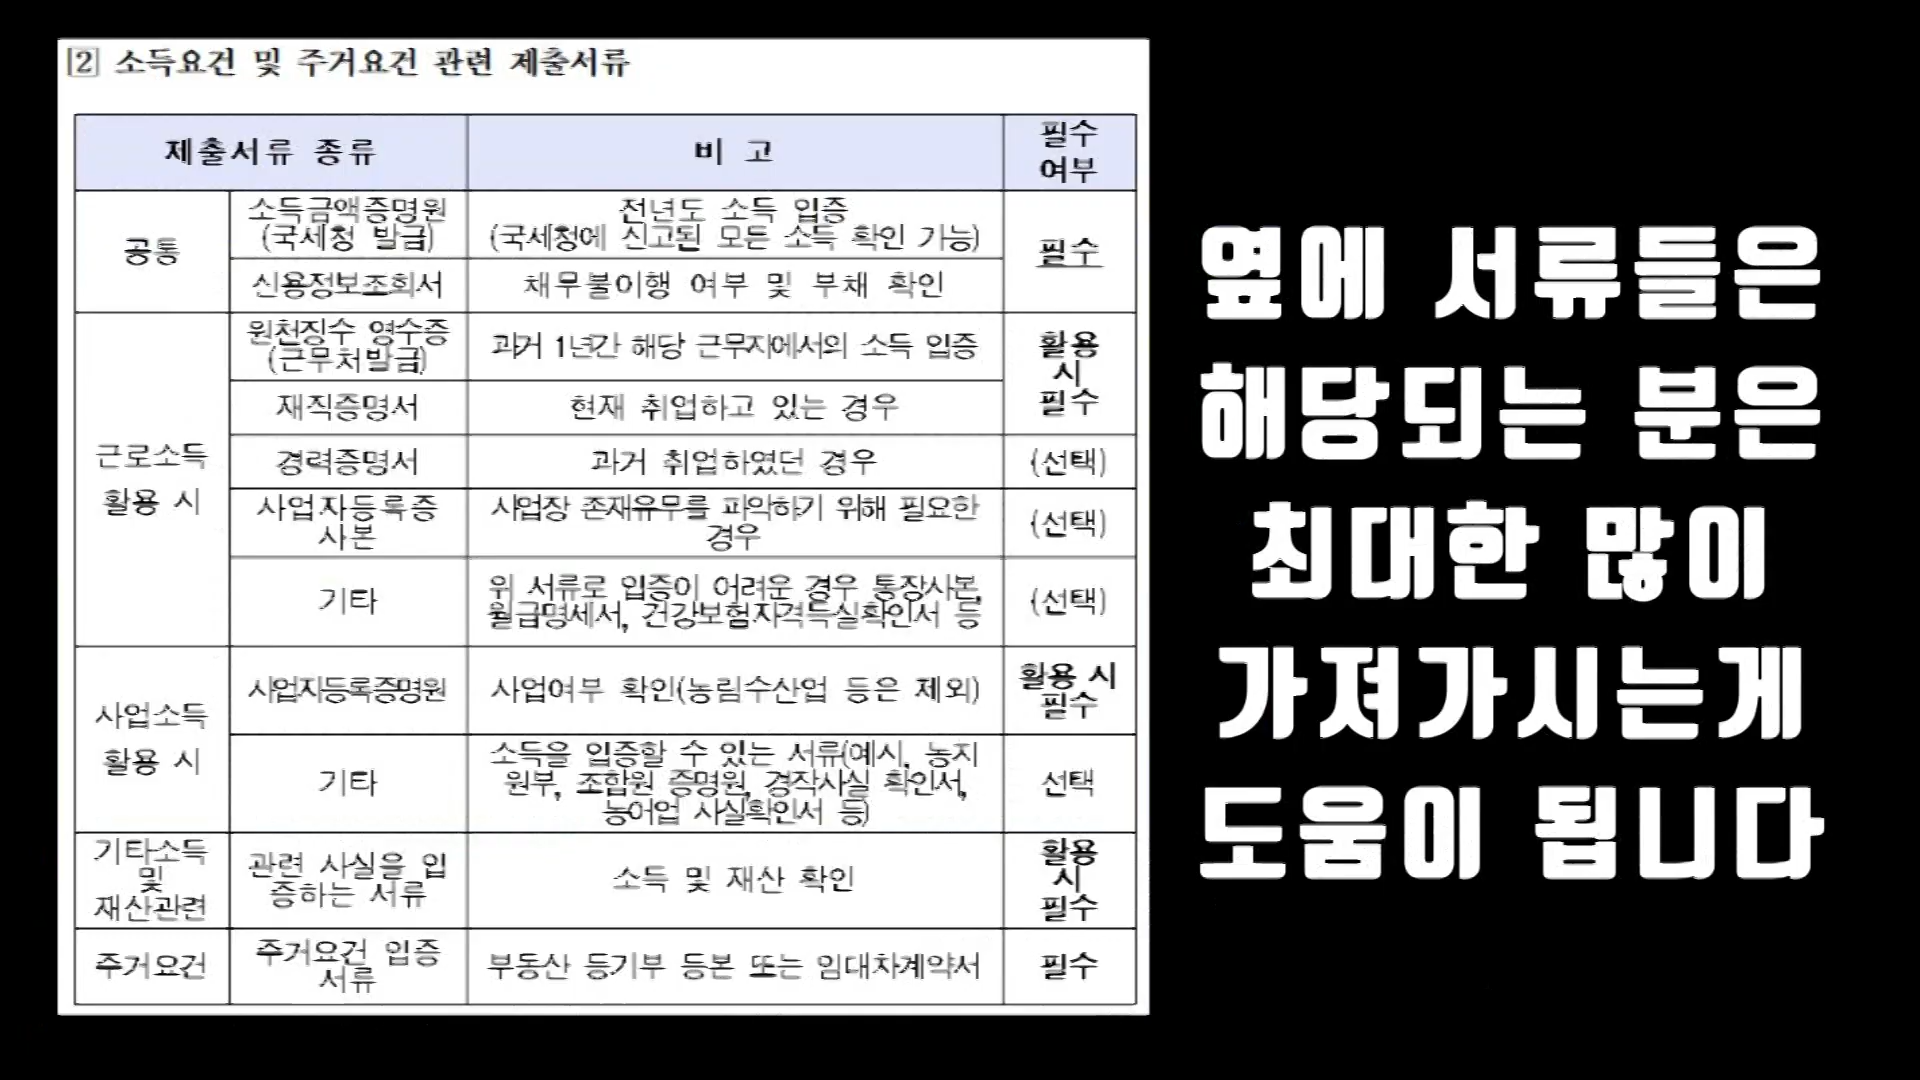 2 소득요건 및 주거요건 관련 제출서류
제출서류 종류
비 고
필수
여부
공통
소득금액증명원
(국세청 발급)
전년도 소득 입증
(국세청에 신고된 모든 소득 확인 가능)
필수
신용정보조회서
채무불이행 여부 및 부채 확인
근로소득
활용 시
원천징수 영수증
(근무처발급)
과거 1년간 해당 근무지에서의 소득 입증
활용
시
필수
재직증명서
현재 취업하고 있는 경우
경력증명서
과거 취업하였던 경우
(선택)
사업자등록증
사본
사업장 존재유무를 파악하기 위해 필요한
경우
(선택)
기타
위 서류로 입증이 어려운 경우 통장사본,
월급명세서, 건강보험자격득실확인서 등
(선택)
사업소득
활용 시
사업자등록증명원
사업여부 확인(농림수산업 등은 제외)
활용 시
필수
기타
소득을 입증할 수 있는 서류(예시, 농지
원부, 조합원 증명원, 경작사실 확인서,
농어업 사실확인서 등)
선택
기타소득
및
재산관련
관련 사실을 입
증하는 서류
소득 및 재산 확인
활용
시
필수
주거요건
주거요건 입증
서류
부동산 등기부 등본 또는 임대차계약서
필수
옆에 서류들은
해당되는 분은
최대한 많이
가져가시는게
도움이 됩니다